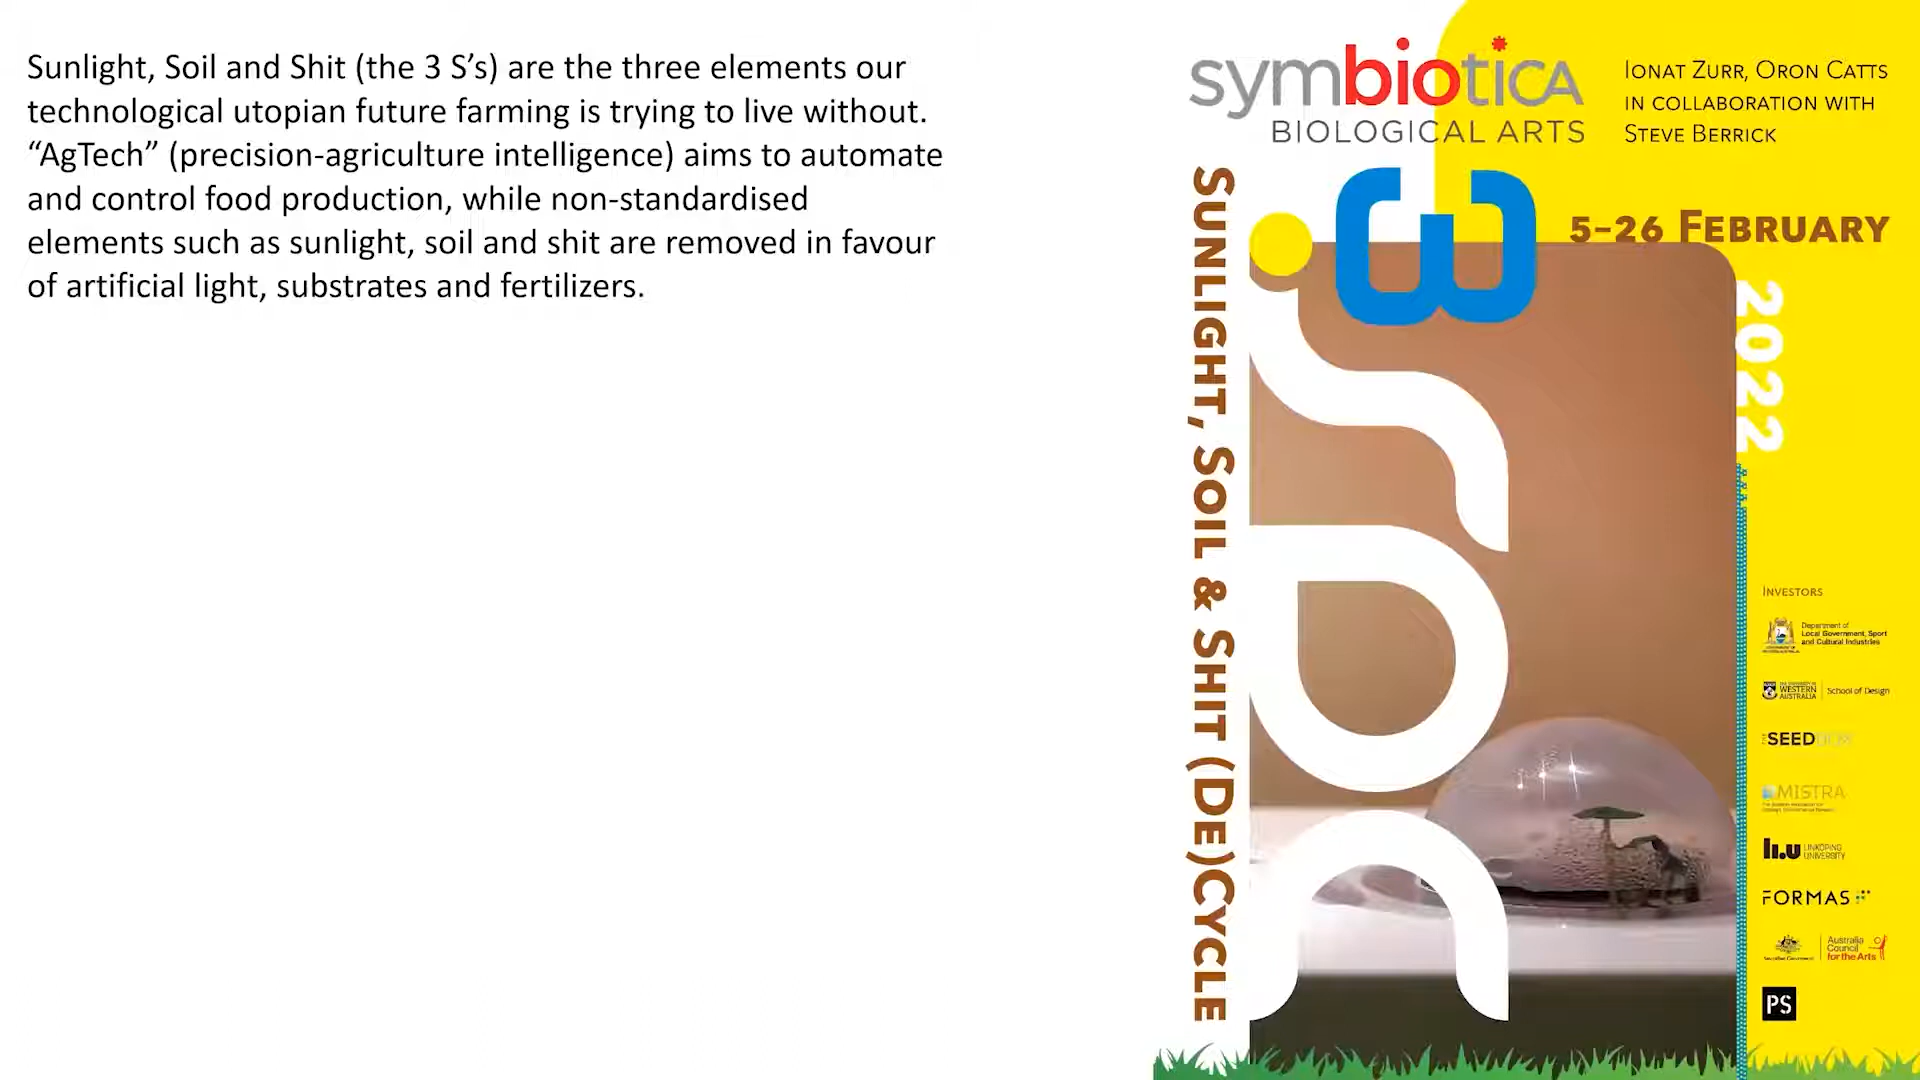 Sunlight, Soil and Shit (the 3 S’s) are the three elements our
technological utopian future farming is trying to live without.
“AgTech” (precision-agriculture intelligence) aims to automate
and control food production, while non-standardised
elements such as sunlight, soil and shit are removed in favour
of artificial light, substrates and fertilizers.
symbioticA
BIOLOGICAL ARTS
IONAT ZURR, ORON CATTS
IN COLLABORATION WITH
STEVE BERRICK
5-26 FEBRUARY
2022
3
SUNLIGHT, SOIL & SHIT (DE)CYCLE
INVESTORS
Department of
Local Government, Sport
and Cultural Industries
WESTERN
AUSTRALIA
School of Design
SEED
MISTRA
LiU LINKÖPING
UNIVERSITY
FORMAS
Australia
Council
for the Arts
PS